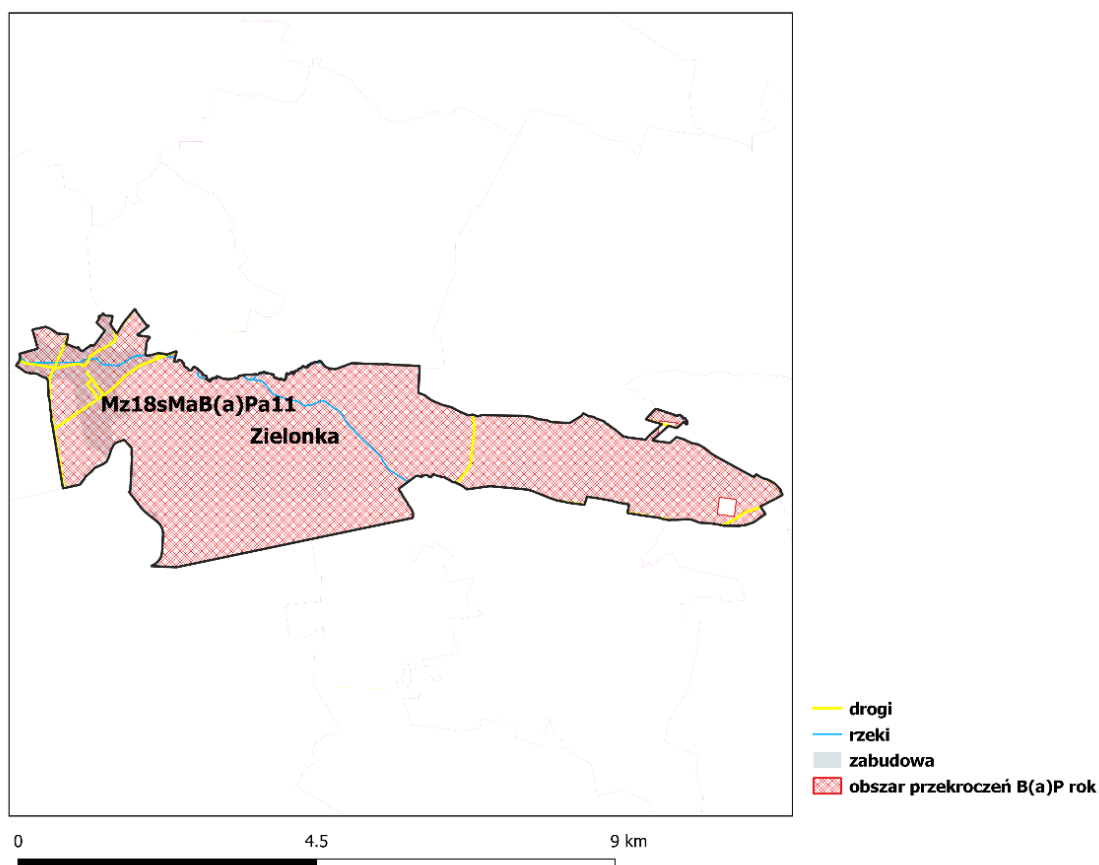 Mz18sMaB(a)Pa11
Zielonka
drogi
rzeki
zabudowa
obszar przekroczeń B(a)P rok
0 4.5 9 km